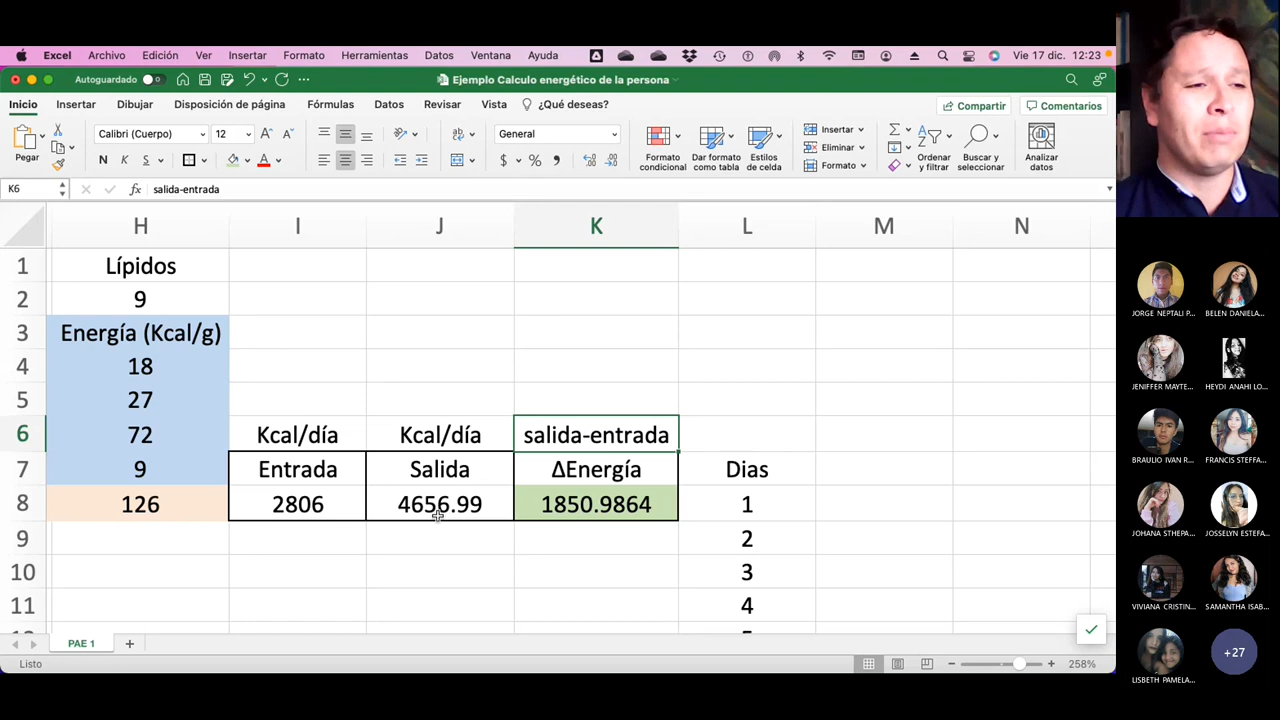 Excel Archivo Edición Ver Insertar Formato Herramientas Datos Ventana Ayuda Vie 17 dic. 12:23
Autoguardado Ejemplo Calculo energético de la persona
Inicio Insertar Dibujar Disposición de página Fórmulas Datos Revisar Vista ¿Qué deseas? Compartir Comentarios
Pegar
Calibri (Cuerpo) 12
N K S
General
$ %
Formato condicional
Dar formato como tabla
Estilos de celda
Insertar
Eliminar
Formato
Ordenar y filtrar
Buscar y seleccionar
Analizar datos
K6 fx salida-entrada
H I J K L M N
1 Lípidos
2 9
3 Energía (Kcal/g)
4 18
5 27
6 72 Kcal/día Kcal/día salida-entrada
7 9 Entrada Salida ΔEnergía Dias
8 126 2806 4656.99 1850.9864 1
9 2
10 3
11 4
PAE 1
Listo 258%
JORGE NEPTALI P... BELEN DANIELA...
JENIFFER MAYTE... HEYDI ANAHI LO...
BRAULIO IVAN R... FRANCIS STEFFA...
JOHANA STHEPA... JOSSELYN ESTEFA...
VIVIANA CRISTIN... SAMANTHA ISAB...
LISBETH PAMELA... +27